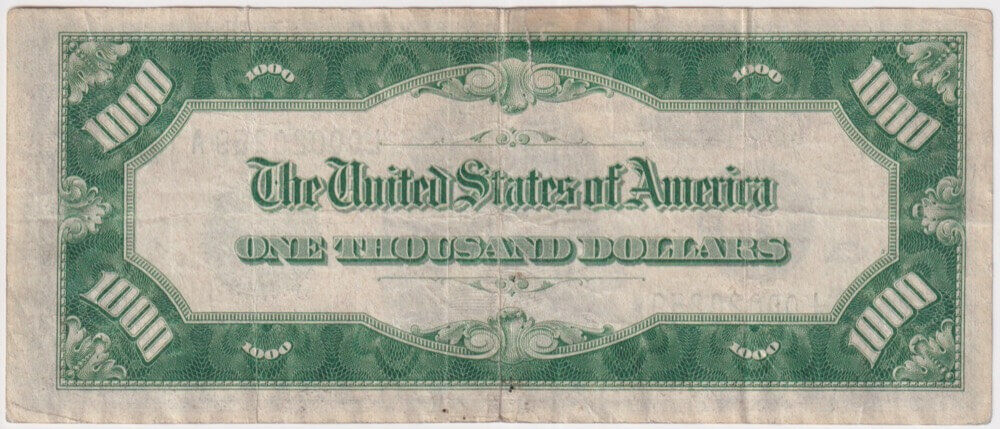 1000 1000 1000 1000
The United States of America
ONE THOUSAND DOLLARS
1000 1000 1000 1000